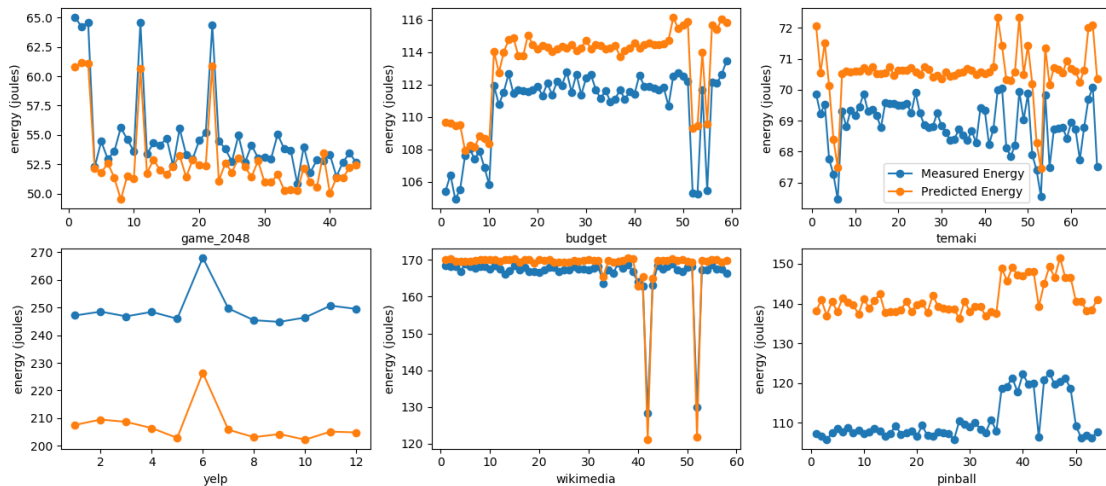 energy (joules)
65.0
62.5
60.0
57.5
55.0
52.5
50.0
0 10 20 30 40
game_2048
energy (joules)
116
114
112
110
108
106
0 10 20 30 40 50 60
budget
energy (joules)
72
71
70
69
68
67
Measured Energy
Predicted Energy
0 10 20 30 40 50 60
temaki
energy (joules)
270
260
250
240
230
220
210
200
2 4 6 8 10 12
yelp
energy (joules)
170
160
150
140
130
120
0 10 20 30 40 50 60
wikimedia
energy (joules)
150
140
130
120
110
0 10 20 30 40 50
pinball